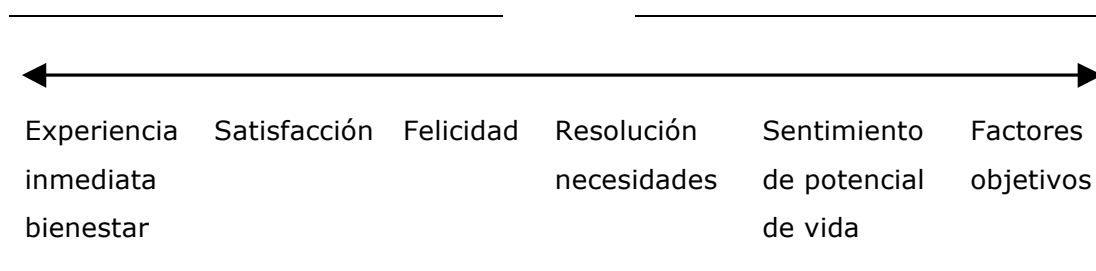 Experiencia Satisfacción Felicidad Resolución Sentimiento Factores
inmediata necesidades de potencial objetivos
bienestar de vida